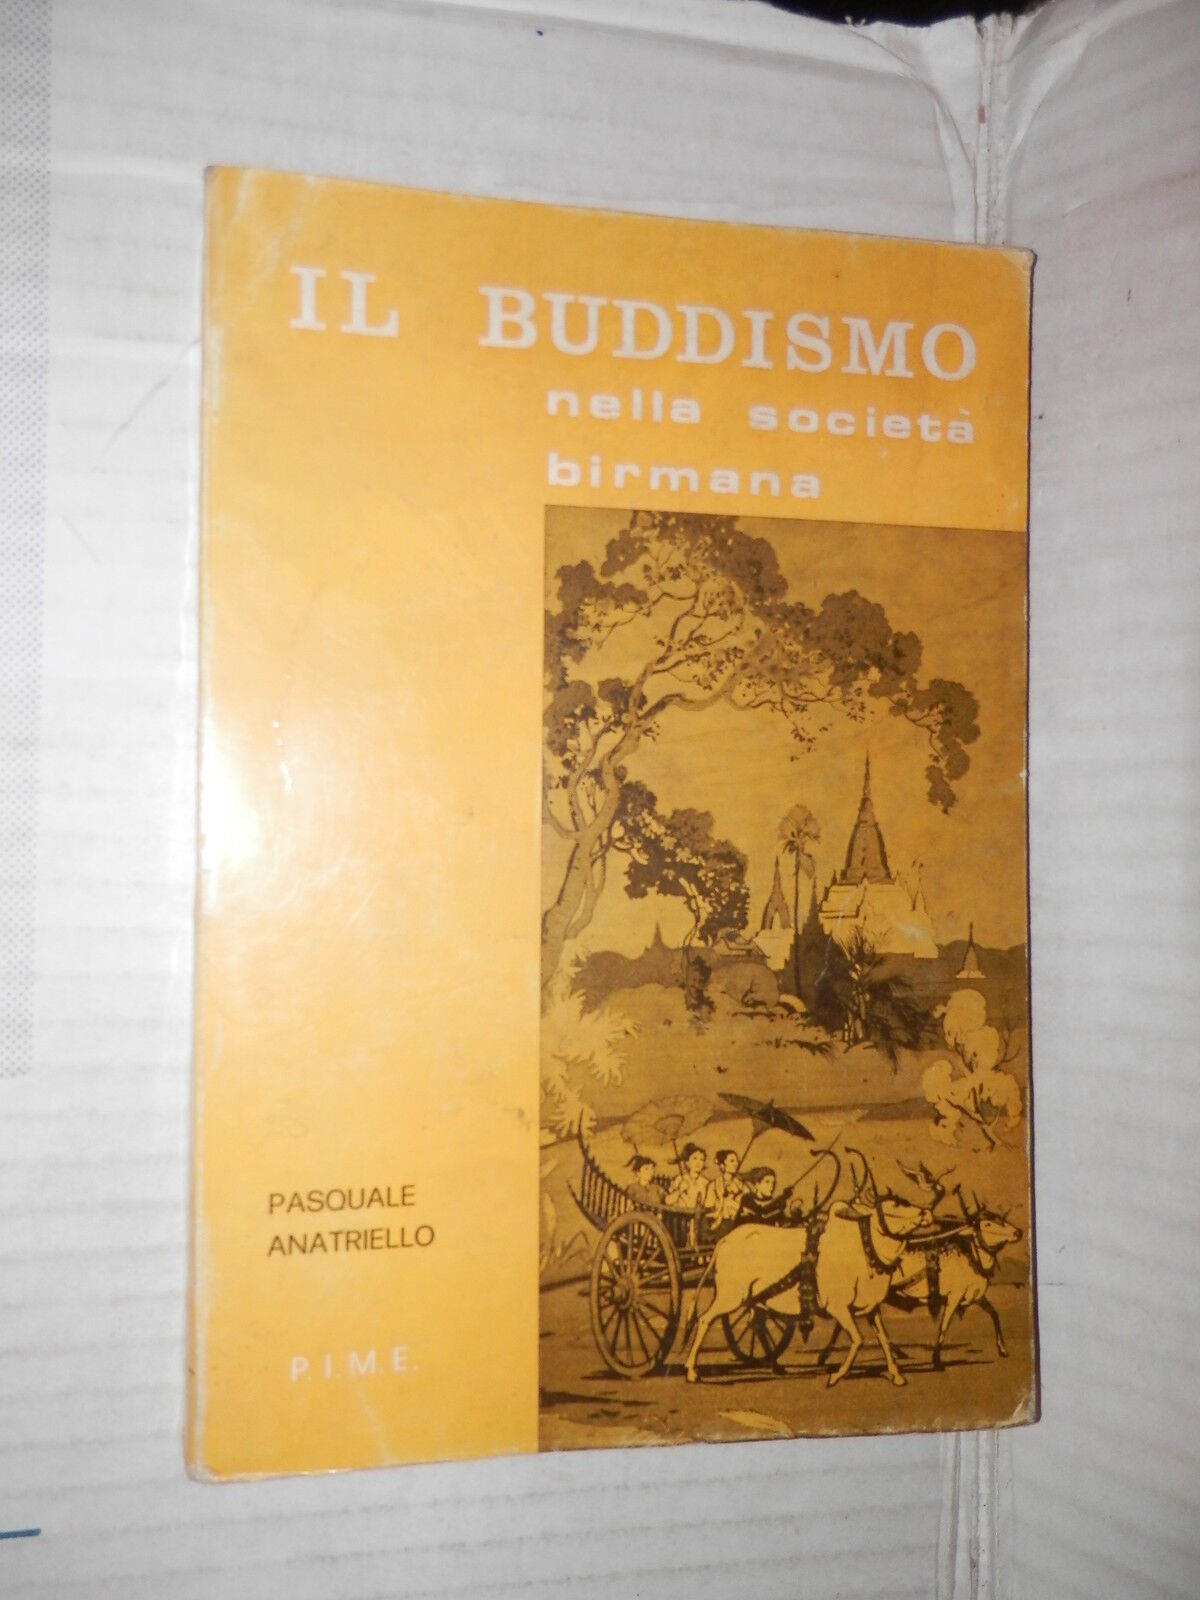 IL BUDDISMO
nella società
birmana
PASQUALE
ANATRIELLO
P.I.M.E.